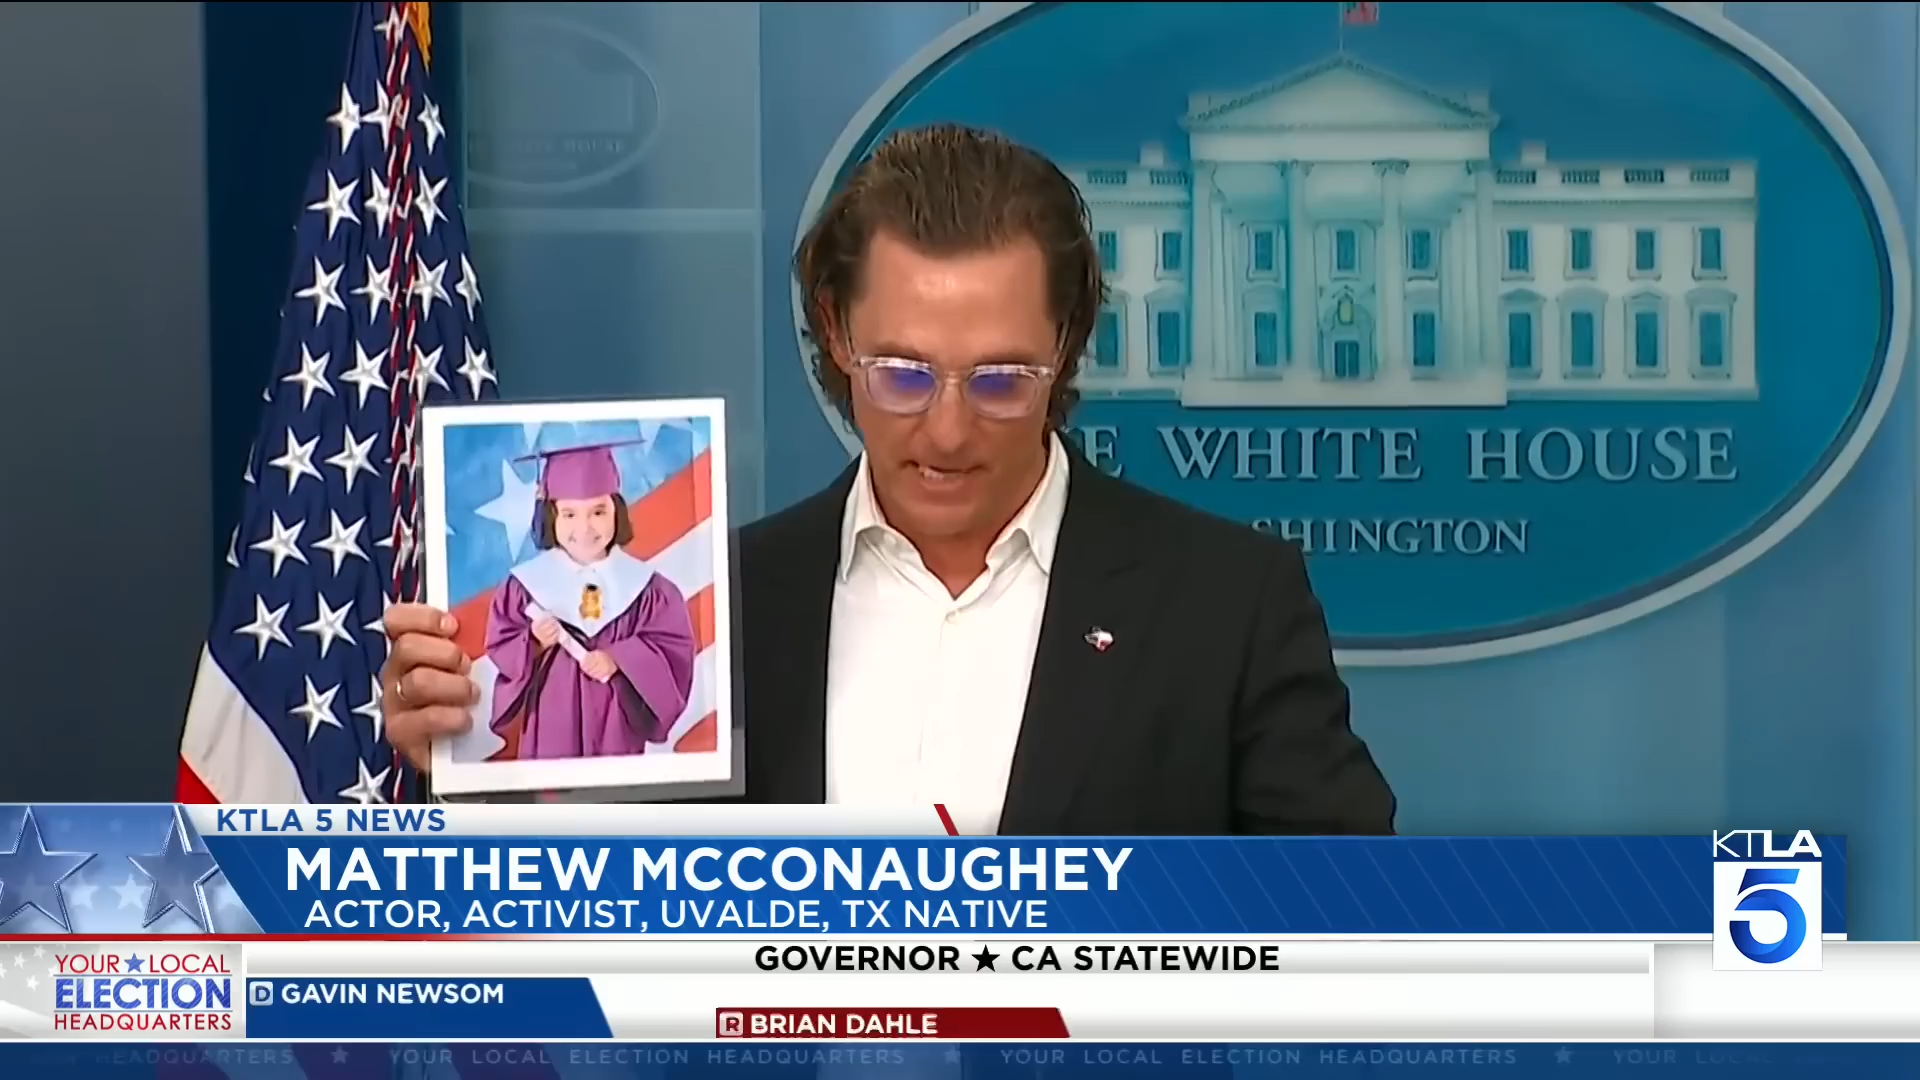 THE WHITE HOUSE
WHITE HOUSE
SHINGTON
KTLA 5 NEWS
MATTHEW MCCONAUGHEY
ACTOR, ACTIVIST, UVALDE, TX NATIVE
KTLA
5
GOVERNOR ★ CA STATEWIDE
YOUR★LOCAL
ELECTION
HEADQUARTERS
D GAVIN NEWSOM
R BRIAN DAHLE
HEADQUARTERS ★ YOUR LOCAL ELECTION HEADQUARTERS ★ YOUR LOCAL ELECTION HEADQUARTERS ★ YOUR LOCAL